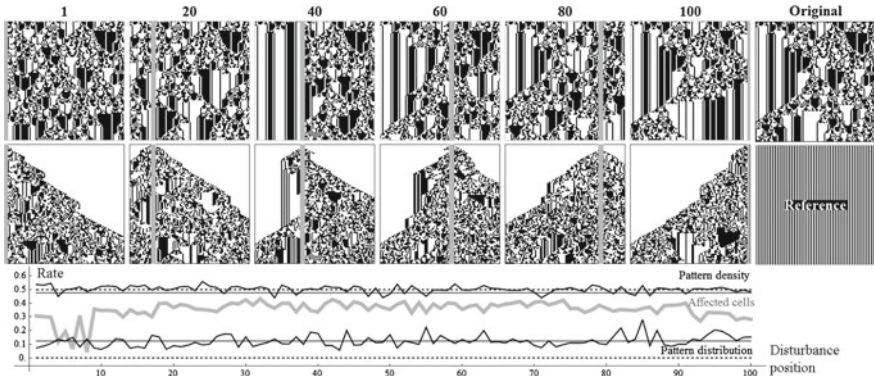 1 20 40 60 80 100 Original
Reference
Rate
Pattern density
Affected cells
Pattern distribution
Disturbance
position
0.6
0.5
0.4
0.3
0.2
0.1
0.
10 20 30 40 50 60 70 80 90 100